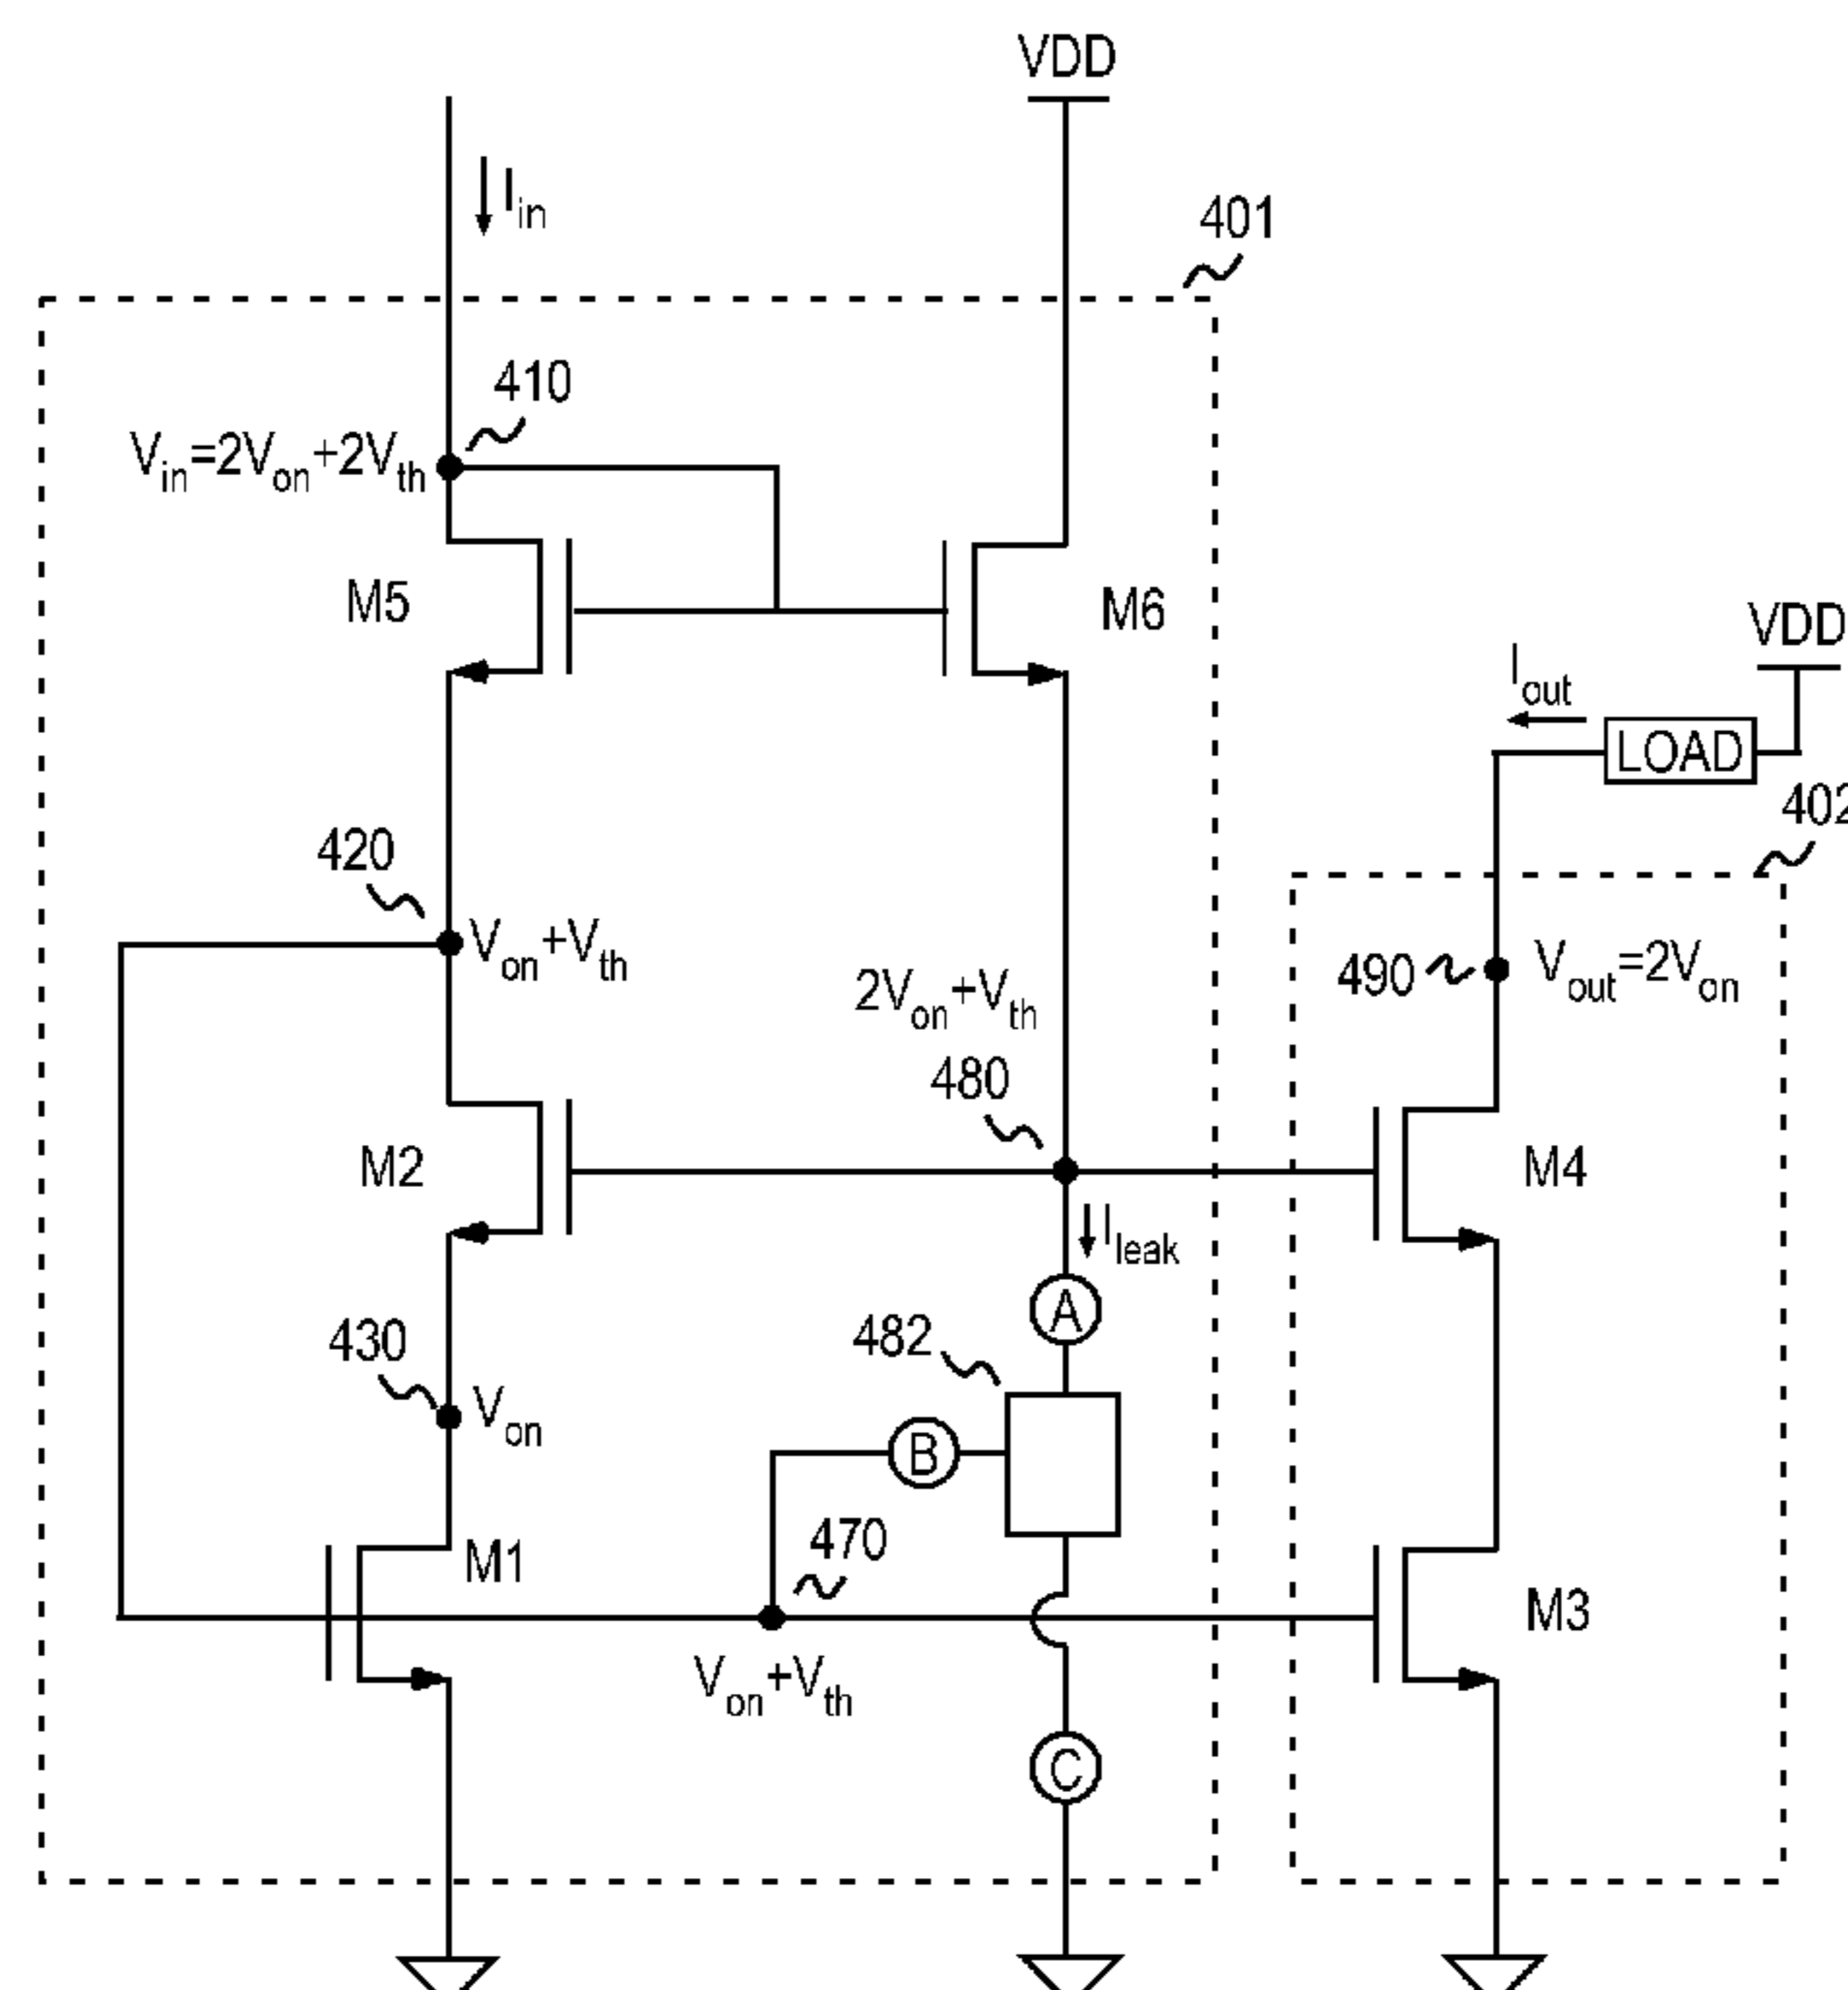 VDD
Iin
401
410
Vin=2Von+2Vth
M5
M6
VDD
Iout
LOAD
402
420
Von+Vth
490
Vout=2Von
2Von+Vth
480
M2
M4
Ileak
A
430
482
Von
B
470
M1
M3
Von+Vth
C